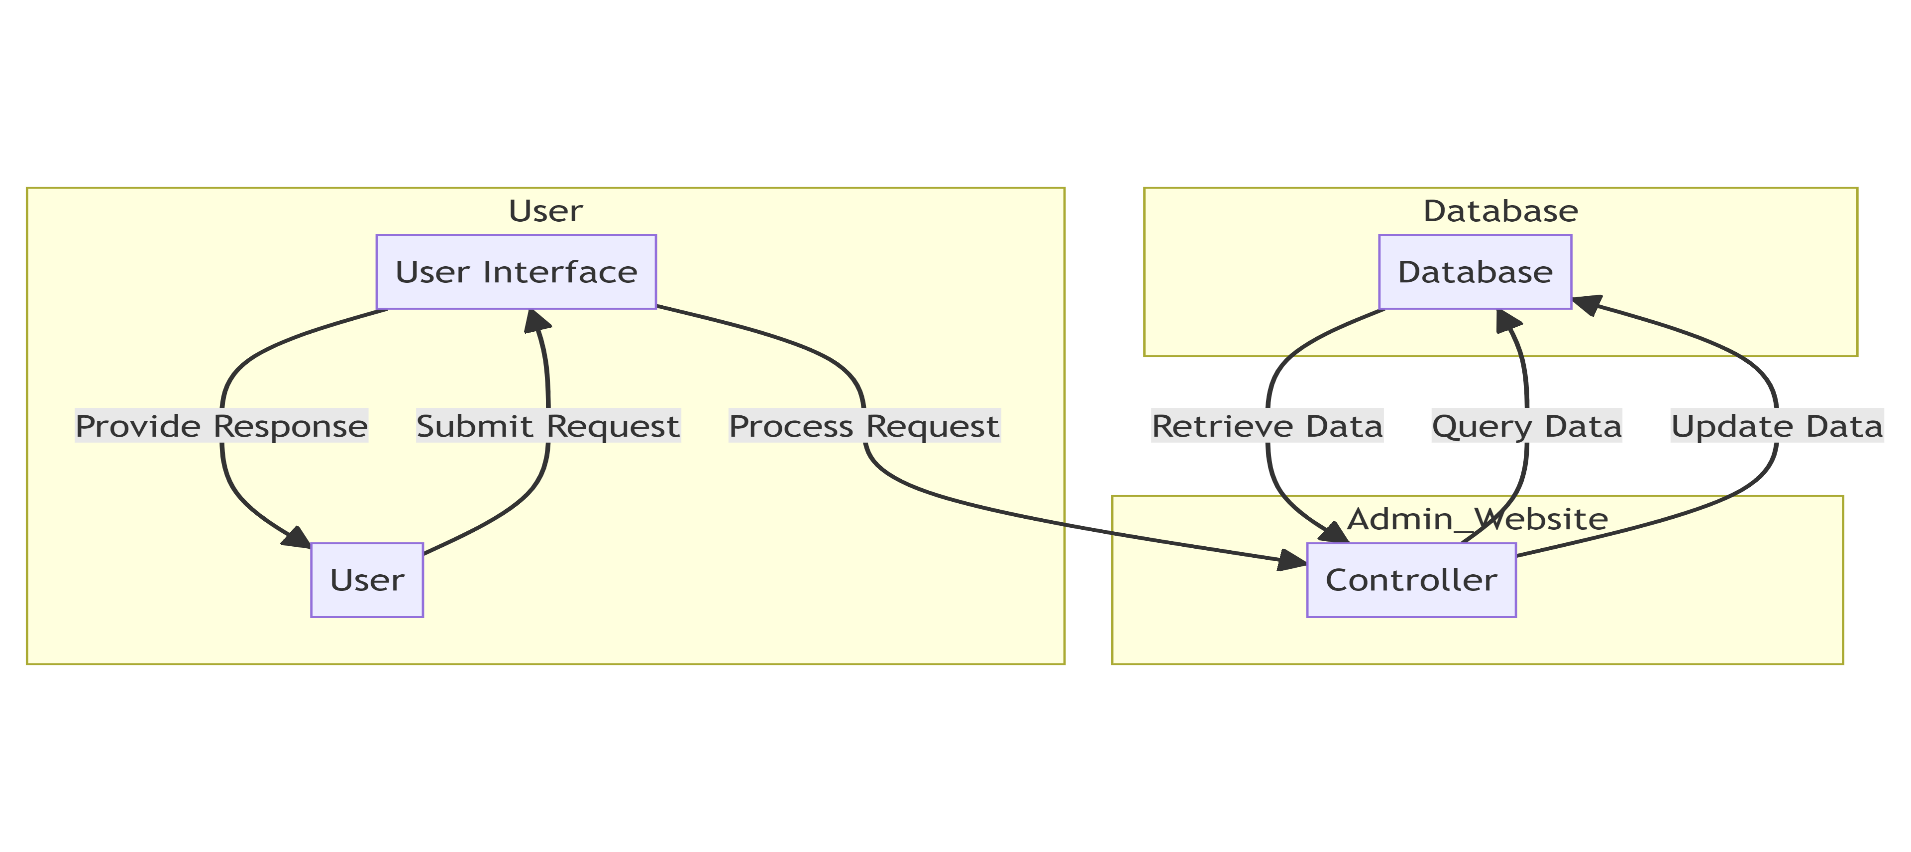 User
User Interface
Provide Response
Submit Request
Process Request
User
Database
Database
Retrieve Data
Query Data
Update Data
Admin_Website
Controller